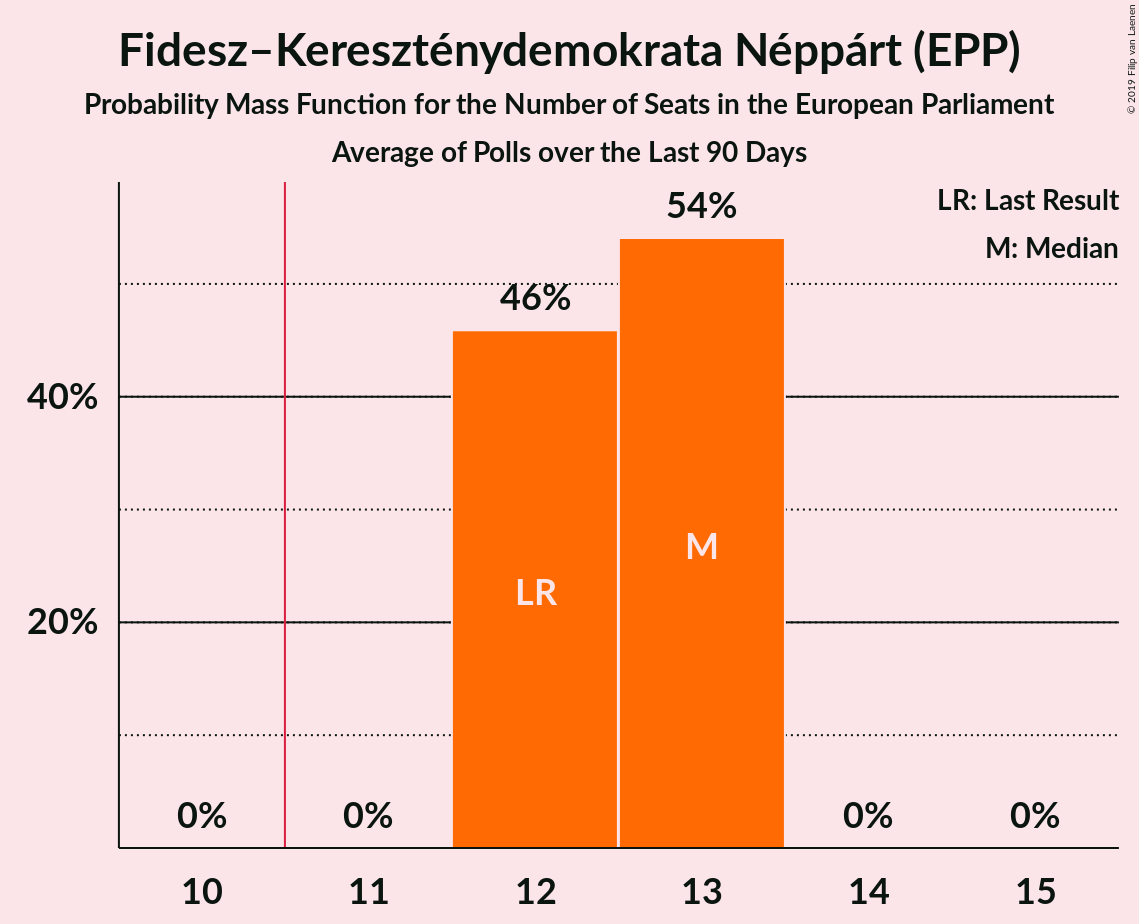 Fidesz–Kereszténydemokrata Néppárt (EPP)
Probability Mass Function for the Number of Seats in the European Parliament
Average of Polls over the Last 90 Days
© 2019 Filip van Laenen
LR: Last Result
M: Median
54%
46%
40%
20%
M
LR
0% 0% 0% 0%
10 11 12 13 14 15